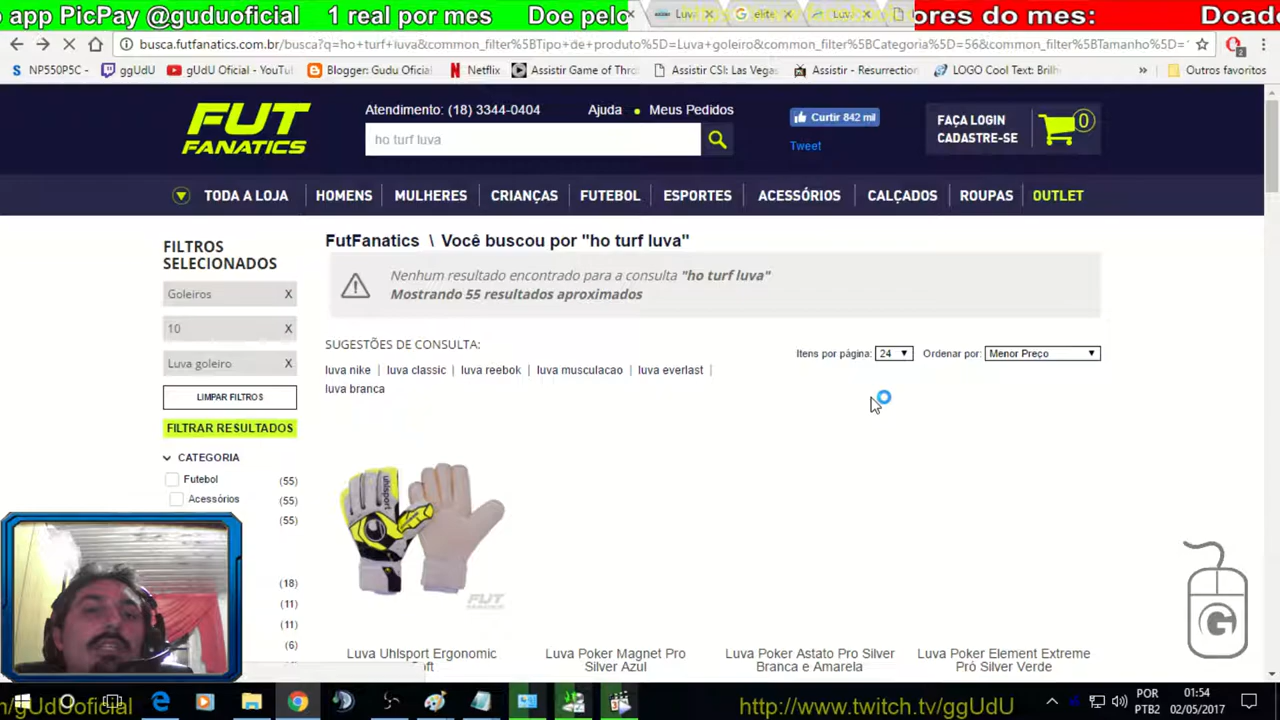 o app PicPay @guduoficial 1 real por mes Doe pelo ores do mes: Doad
Luva elite Luv
busca.futfanatics.com.br/busca?q=ho+turf+luva&common_filter%5BTipo+de+produto%5D=Luva+goleiro&common_filter%5BCategoria%5D=56&common_filter%5BTamanho%5D=
NP550P5C - ggUdU gUdU Oficial - YouTu Blogger: Gudu Oficial Netflix Assistir Game of Thro Assistir CSI: Las Vegas Assistir - Resurrection LOGO Cool Text: Brilh » Outros favoritos
FUT FANATICS
Atendimento: (18) 3344-0404 Ajuda Meus Pedidos
ho turf luva
Curtir 842 mil
Tweet
FAÇA LOGIN
CADASTRE-SE
0
TODA A LOJA HOMENS MULHERES CRIANÇAS FUTEBOL ESPORTES ACESSÓRIOS CALÇADOS ROUPAS OUTLET
FILTROS
SELECIONADOS
Goleiros X
10 X
Luva goleiro X
LIMPAR FILTROS
FILTRAR RESULTADOS
CATEGORIA
Futebol (55)
Acessórios (55)
(55)
(18)
(11)
(11)
(6)
FutFanatics \ Você buscou por "ho turf luva"
Nenhum resultado encontrado para a consulta "ho turf luva"
Mostrando 55 resultados aproximados
SUGESTÕES DE CONSULTA:
luva nike | luva classic | luva reebok | luva musculacao | luva everlast |
luva branca
Itens por página: 24 Ordenar por: Menor Preço
uhlsport
FUT FANATICS
Luva Uhlsport Ergonomic
oft
Luva Poker Magnet Pro
Silver Azul
Luva Poker Astato Pro Silver
Branca e Amarela
Luva Poker Element Extreme
Pró Silver Verde
G
/gUdUoficial
http://www.twitch.tv/ggUdU
POR
PTB2
01:54
02/05/2017